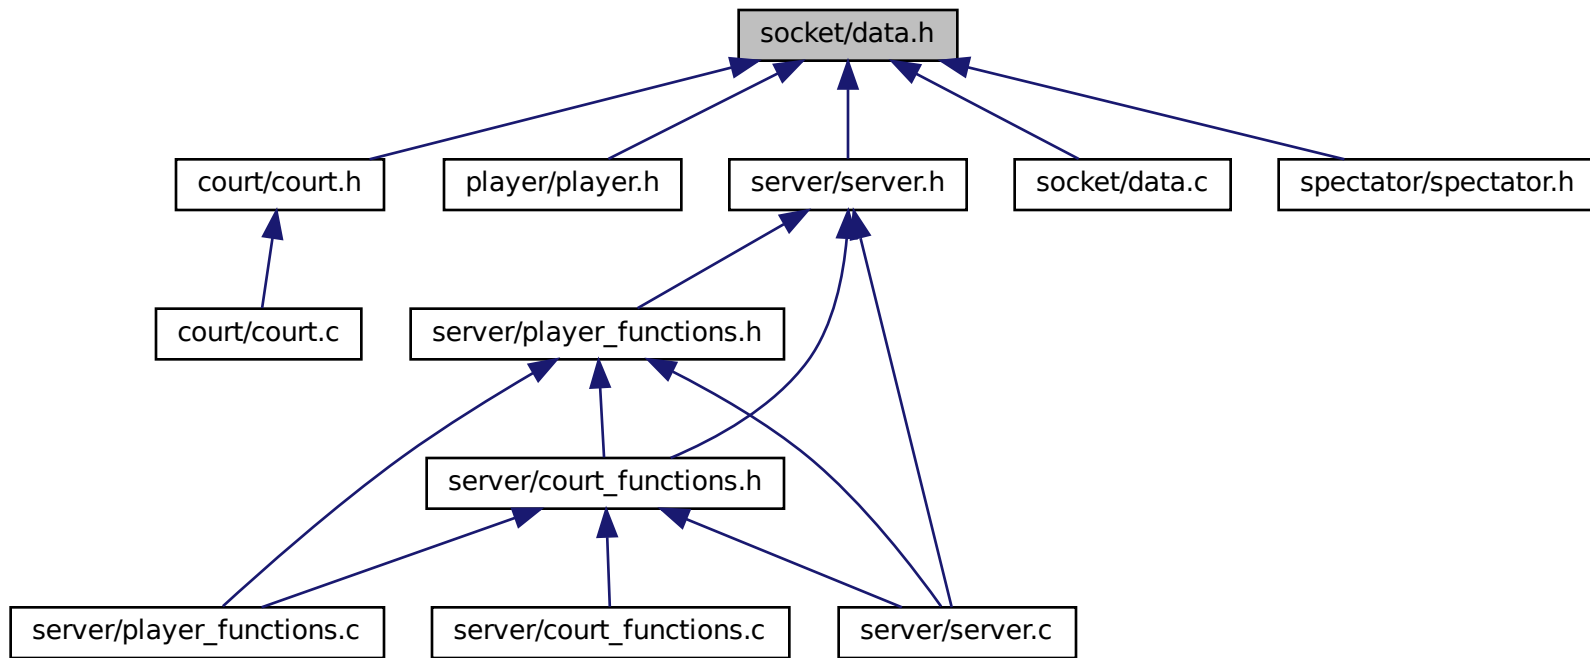 socket/data.h
court/court.h
player/player.h
server/server.h
socket/data.c
spectator/spectator.h
court/court.c
server/player_functions.h
server/court_functions.h
server/player_functions.c
server/court_functions.c
server/server.c